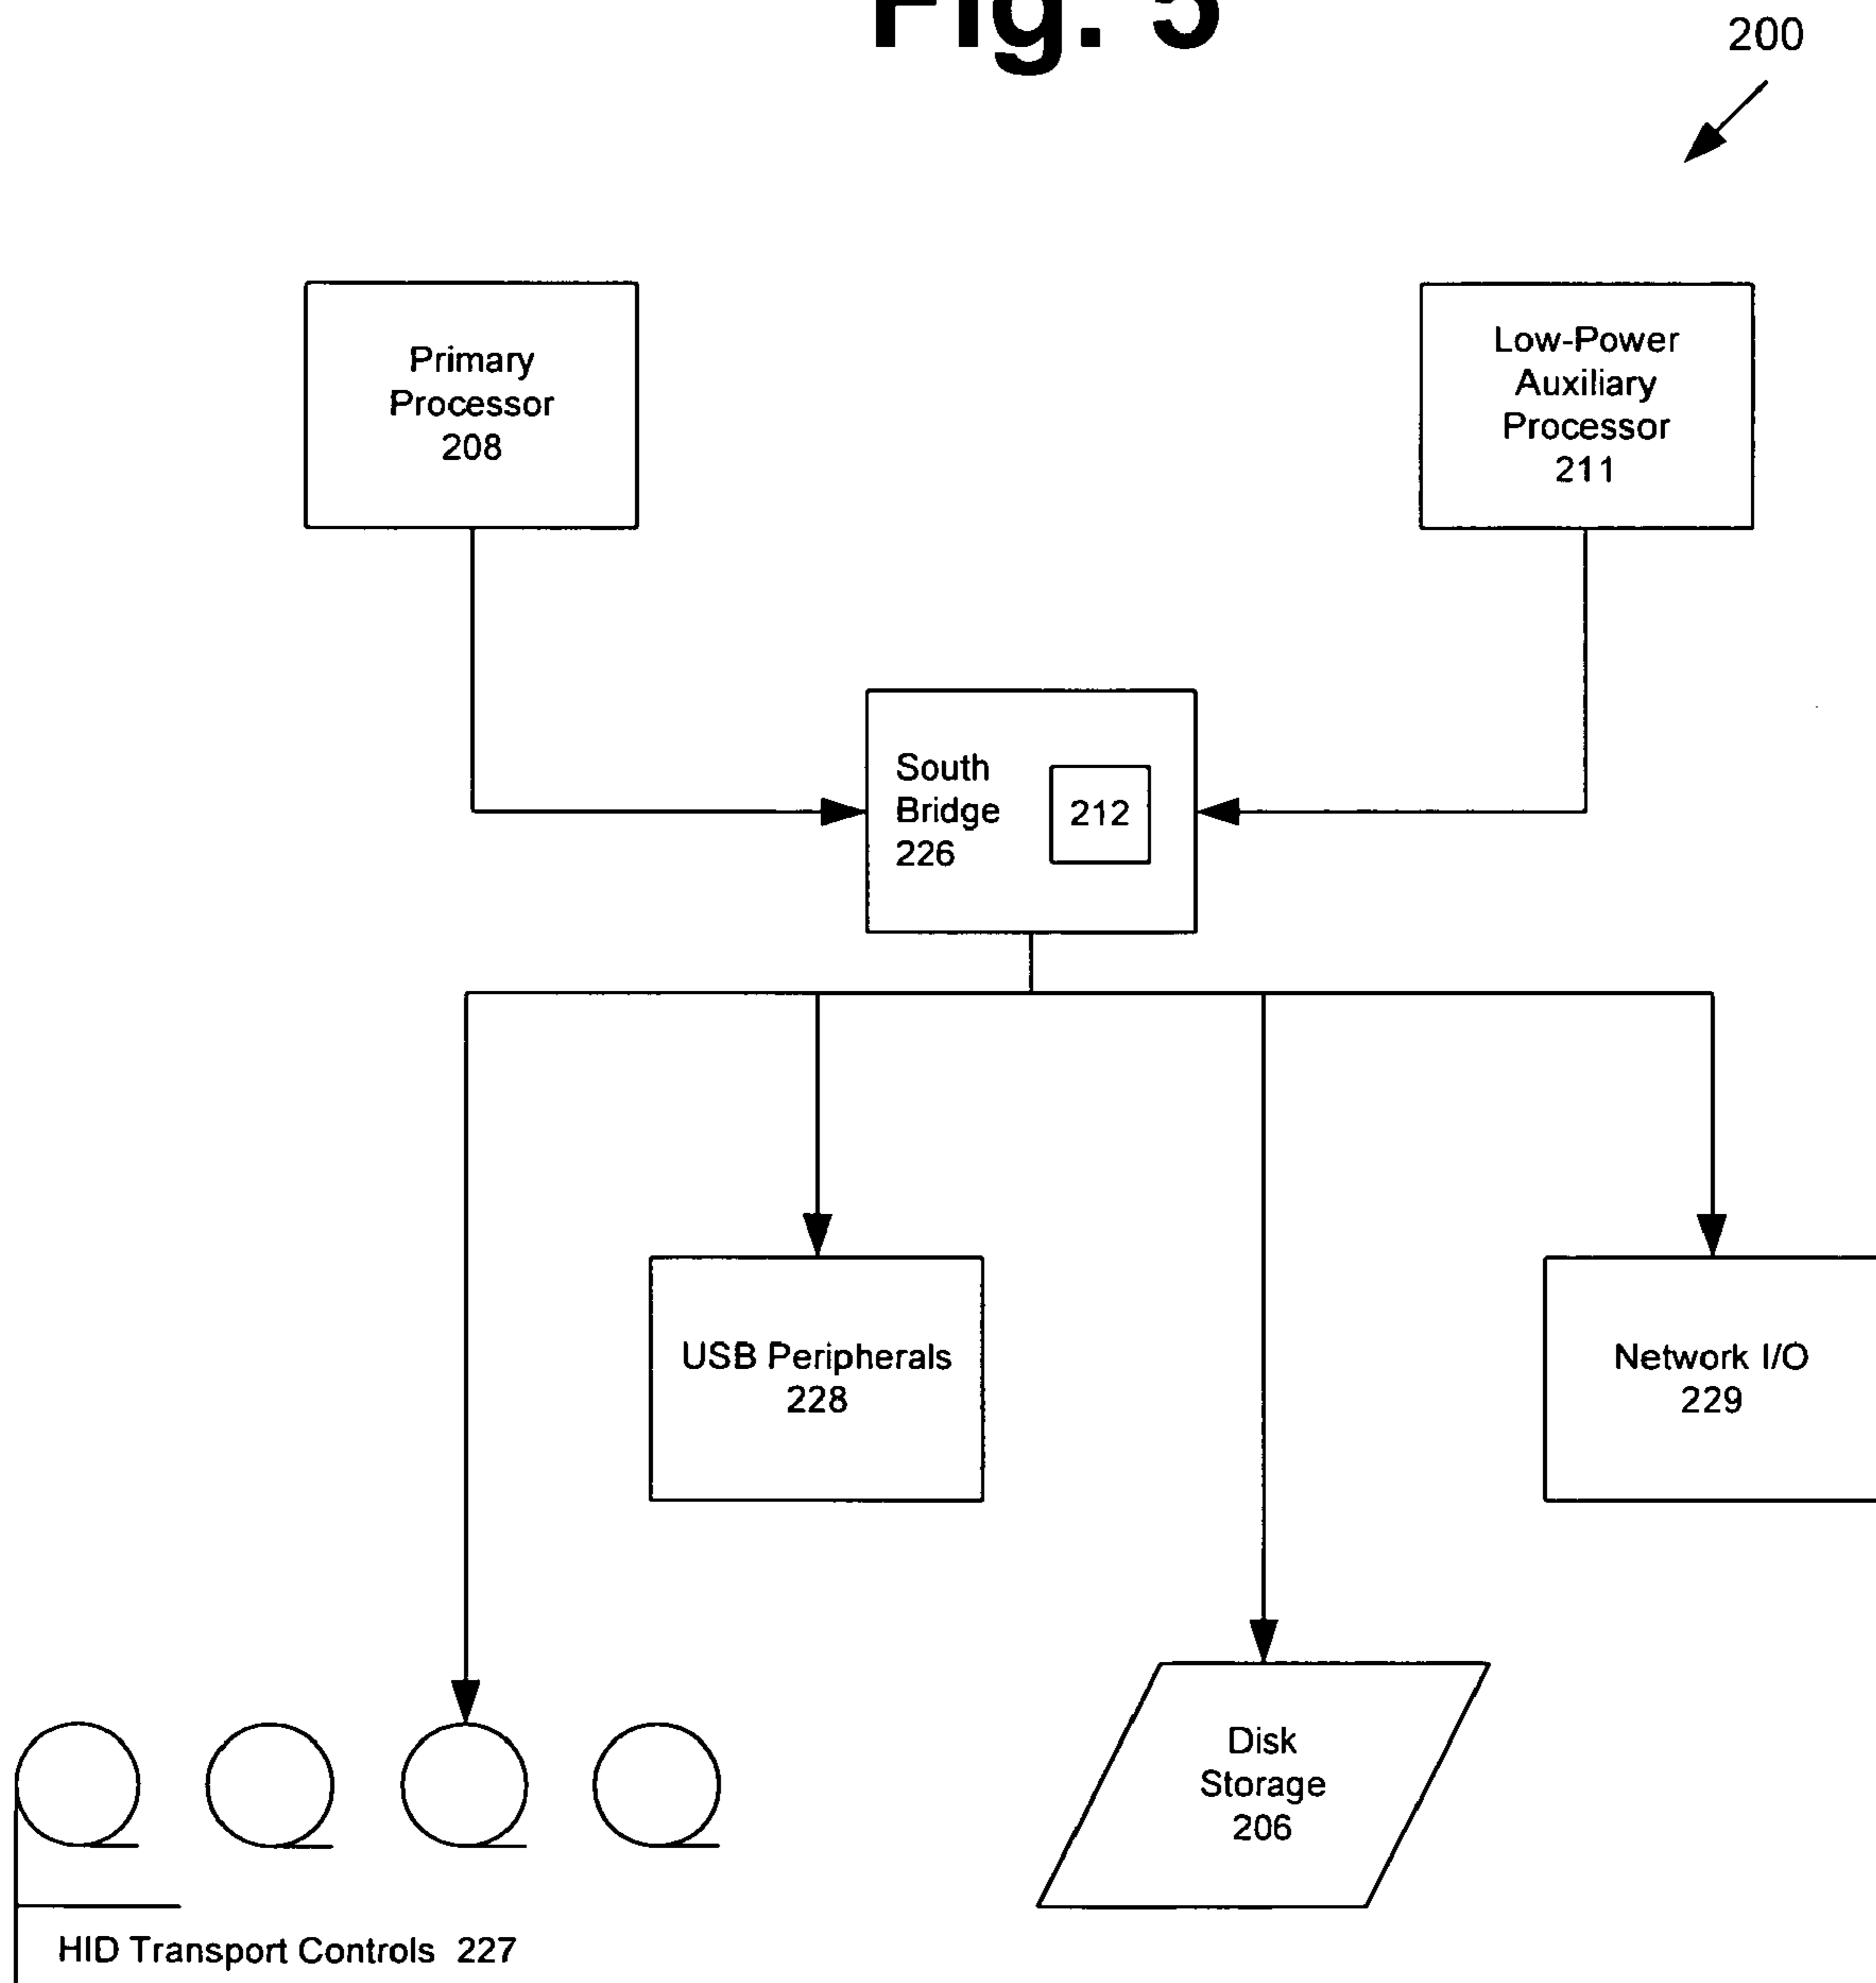 Fig. 5
200
Primary
Processor
208
Low-Power
Auxiliary
Processor
211
South
Bridge
226
212
USB Peripherals
228
Network I/O
229
Disk
Storage
206
HID Transport Controls 227